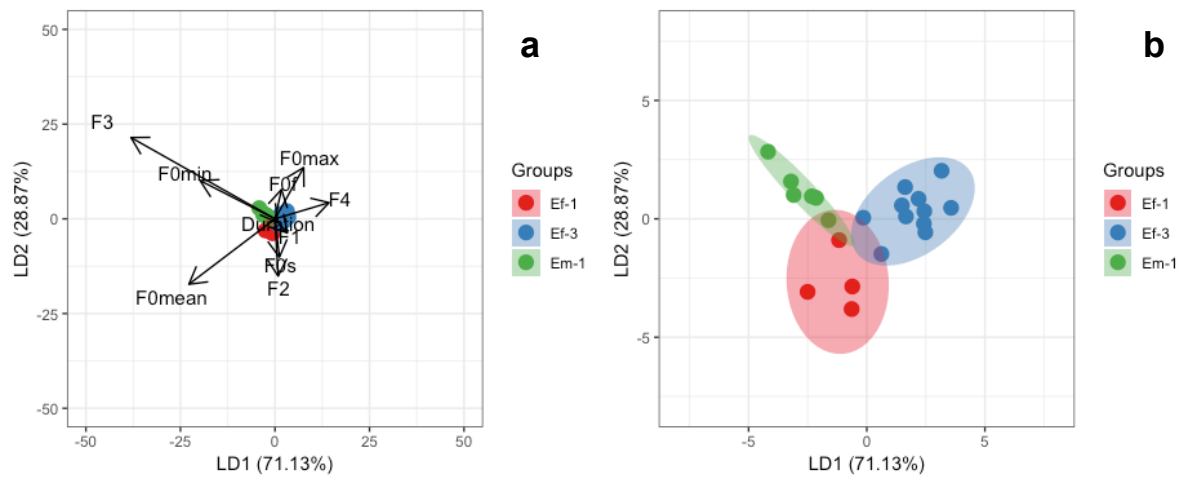 a
50
25
0
-25
-50
LD2 (28.87%)
F3
F0min
F0max
F0f
F4
Duration
F1
F0s
F2
F0mean
-50
-25
0
25
50
LD1 (71.13%)
Groups
Ef-1
Ef-3
Em-1
b
5
0
-5
LD2 (28.87%)
-5
0
5
LD1 (71.13%)
Groups
Ef-1
Ef-3
Em-1